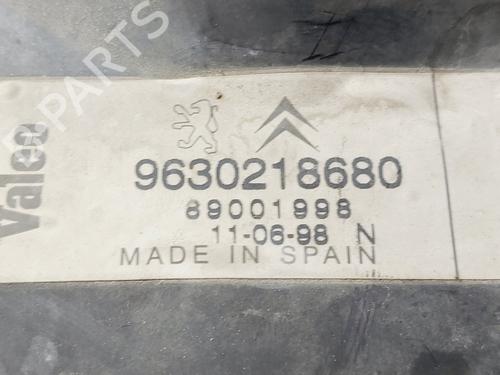 Valeo
9630218680
89001998
11-06-98 N
MADE IN SPAIN